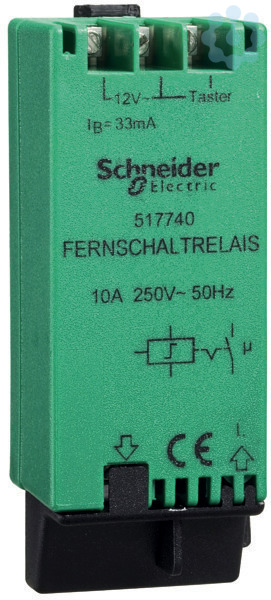 12V~ Taster
IB=33mA
Schneider
Electric
517740
FERNSCHALTRELAIS
10A 250V~ 50Hz
µ
CE L